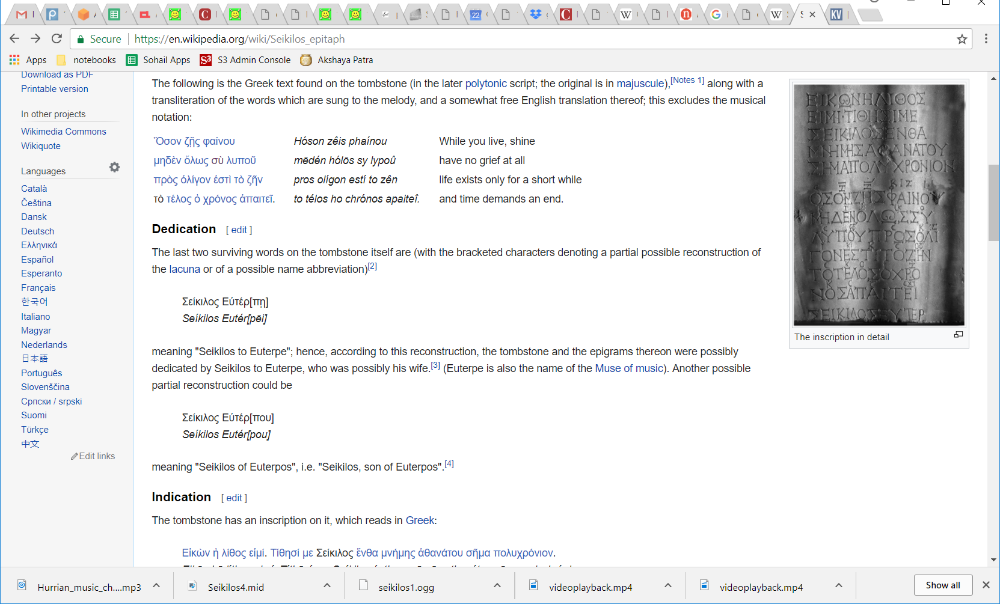 Secure
https://en.wikipedia.org/wiki/Seikilos_epitaph
Apps
notebooks
Sohail Apps
S3 Admin Console
Akshaya Patra
Download as PDF
Printable version
In other projects
Wikimedia Commons
Wikiquote
Languages
Català
Čeština
Dansk
Deutsch
Ελληνικά
Español
Esperanto
Français
한국어
Italiano
Magyar
Nederlands
日本語
Português
Slovenščina
Српски / srpski
Suomi
Türkçe
中文
Edit links
The following is the Greek text found on the tombstone (in the later polytonic script; the original is in majuscule),[Notes 1] along with a
transliteration of the words which are sung to the melody, and a somewhat free English translation thereof; this excludes the musical
notation:
Ὅσον ζῇς φαίνου Hóson zêis phaínou While you live, shine
μηδὲν ὅλως σὺ λυποῦ mēdén hólōs sy lypoû have no grief at all
πρὸς ὀλίγον ἐστὶ τὸ ζῆν pros olígon estí to zên life exists only for a short while
τὸ τέλος ὁ χρόνος ἀπαιτεῖ. to télos ho chrónos apaiteî. and time demands an end.
Dedication [ edit ]
The last two surviving words on the tombstone itself are (with the bracketed characters denoting a partial possible reconstruction of
the lacuna or of a possible name abbreviation)[2]
Σείκιλος Εὐτέρ[πῃ]
Seíkilos Eutér[pēi]
meaning "Seikilos to Euterpe"; hence, according to this reconstruction, the tombstone and the epigrams thereon were possibly
dedicated by Seikilos to Euterpe, who was possibly his wife.[3] (Euterpe is also the name of the Muse of music). Another possible
partial reconstruction could be
Σείκιλος Εὐτέρ[που]
Seíkilos Eutér[pou]
meaning "Seikilos of Euterpos", i.e. "Seikilos, son of Euterpos".[4]
Indication [ edit ]
The tombstone has an inscription on it, which reads in Greek:
Εἰκὼν ἡ λίθος εἰμί. Τίθησί με Σείκιλος ἔνθα μνήμης ἀθανάτου σῆμα πολυχρόνιον.
ΕΙΚΩΝΗΛΙΘΟΣ
ΕΙΜΙ·ΤΙΘΗΣΙΜΕ
ΣΕΙΚΙΛΟΣΕΝΘΑ
ΜΝΗΜΗΣΑΘΑΝΑΤΟΥ
ΣΗΜΑΠΟΛΥΧΡΟΝΙΟΝ
ΟΣΟΝΖΗΣΦΑΙΝΟΥ
ΜΗΔΕΝΟΛΩΣΣΥ
ΛΥΠΟΥΠΡΟΣΟΛΙ
ΓΟΝΕΣΤΙΤΟΖΗΝ
ΤΟΤΕΛΟΣΟΧΡΟ
ΝΟΣΑΠΑΙΤΕΙ
ΣΕΙΚΙΛΟΣΕΥΤΕΡ
The inscription in detail
Hurrian_music_ch....mp3
Seikilos4.mid
seikilos1.ogg
videoplayback.mp4
videoplayback.mp4
Show all